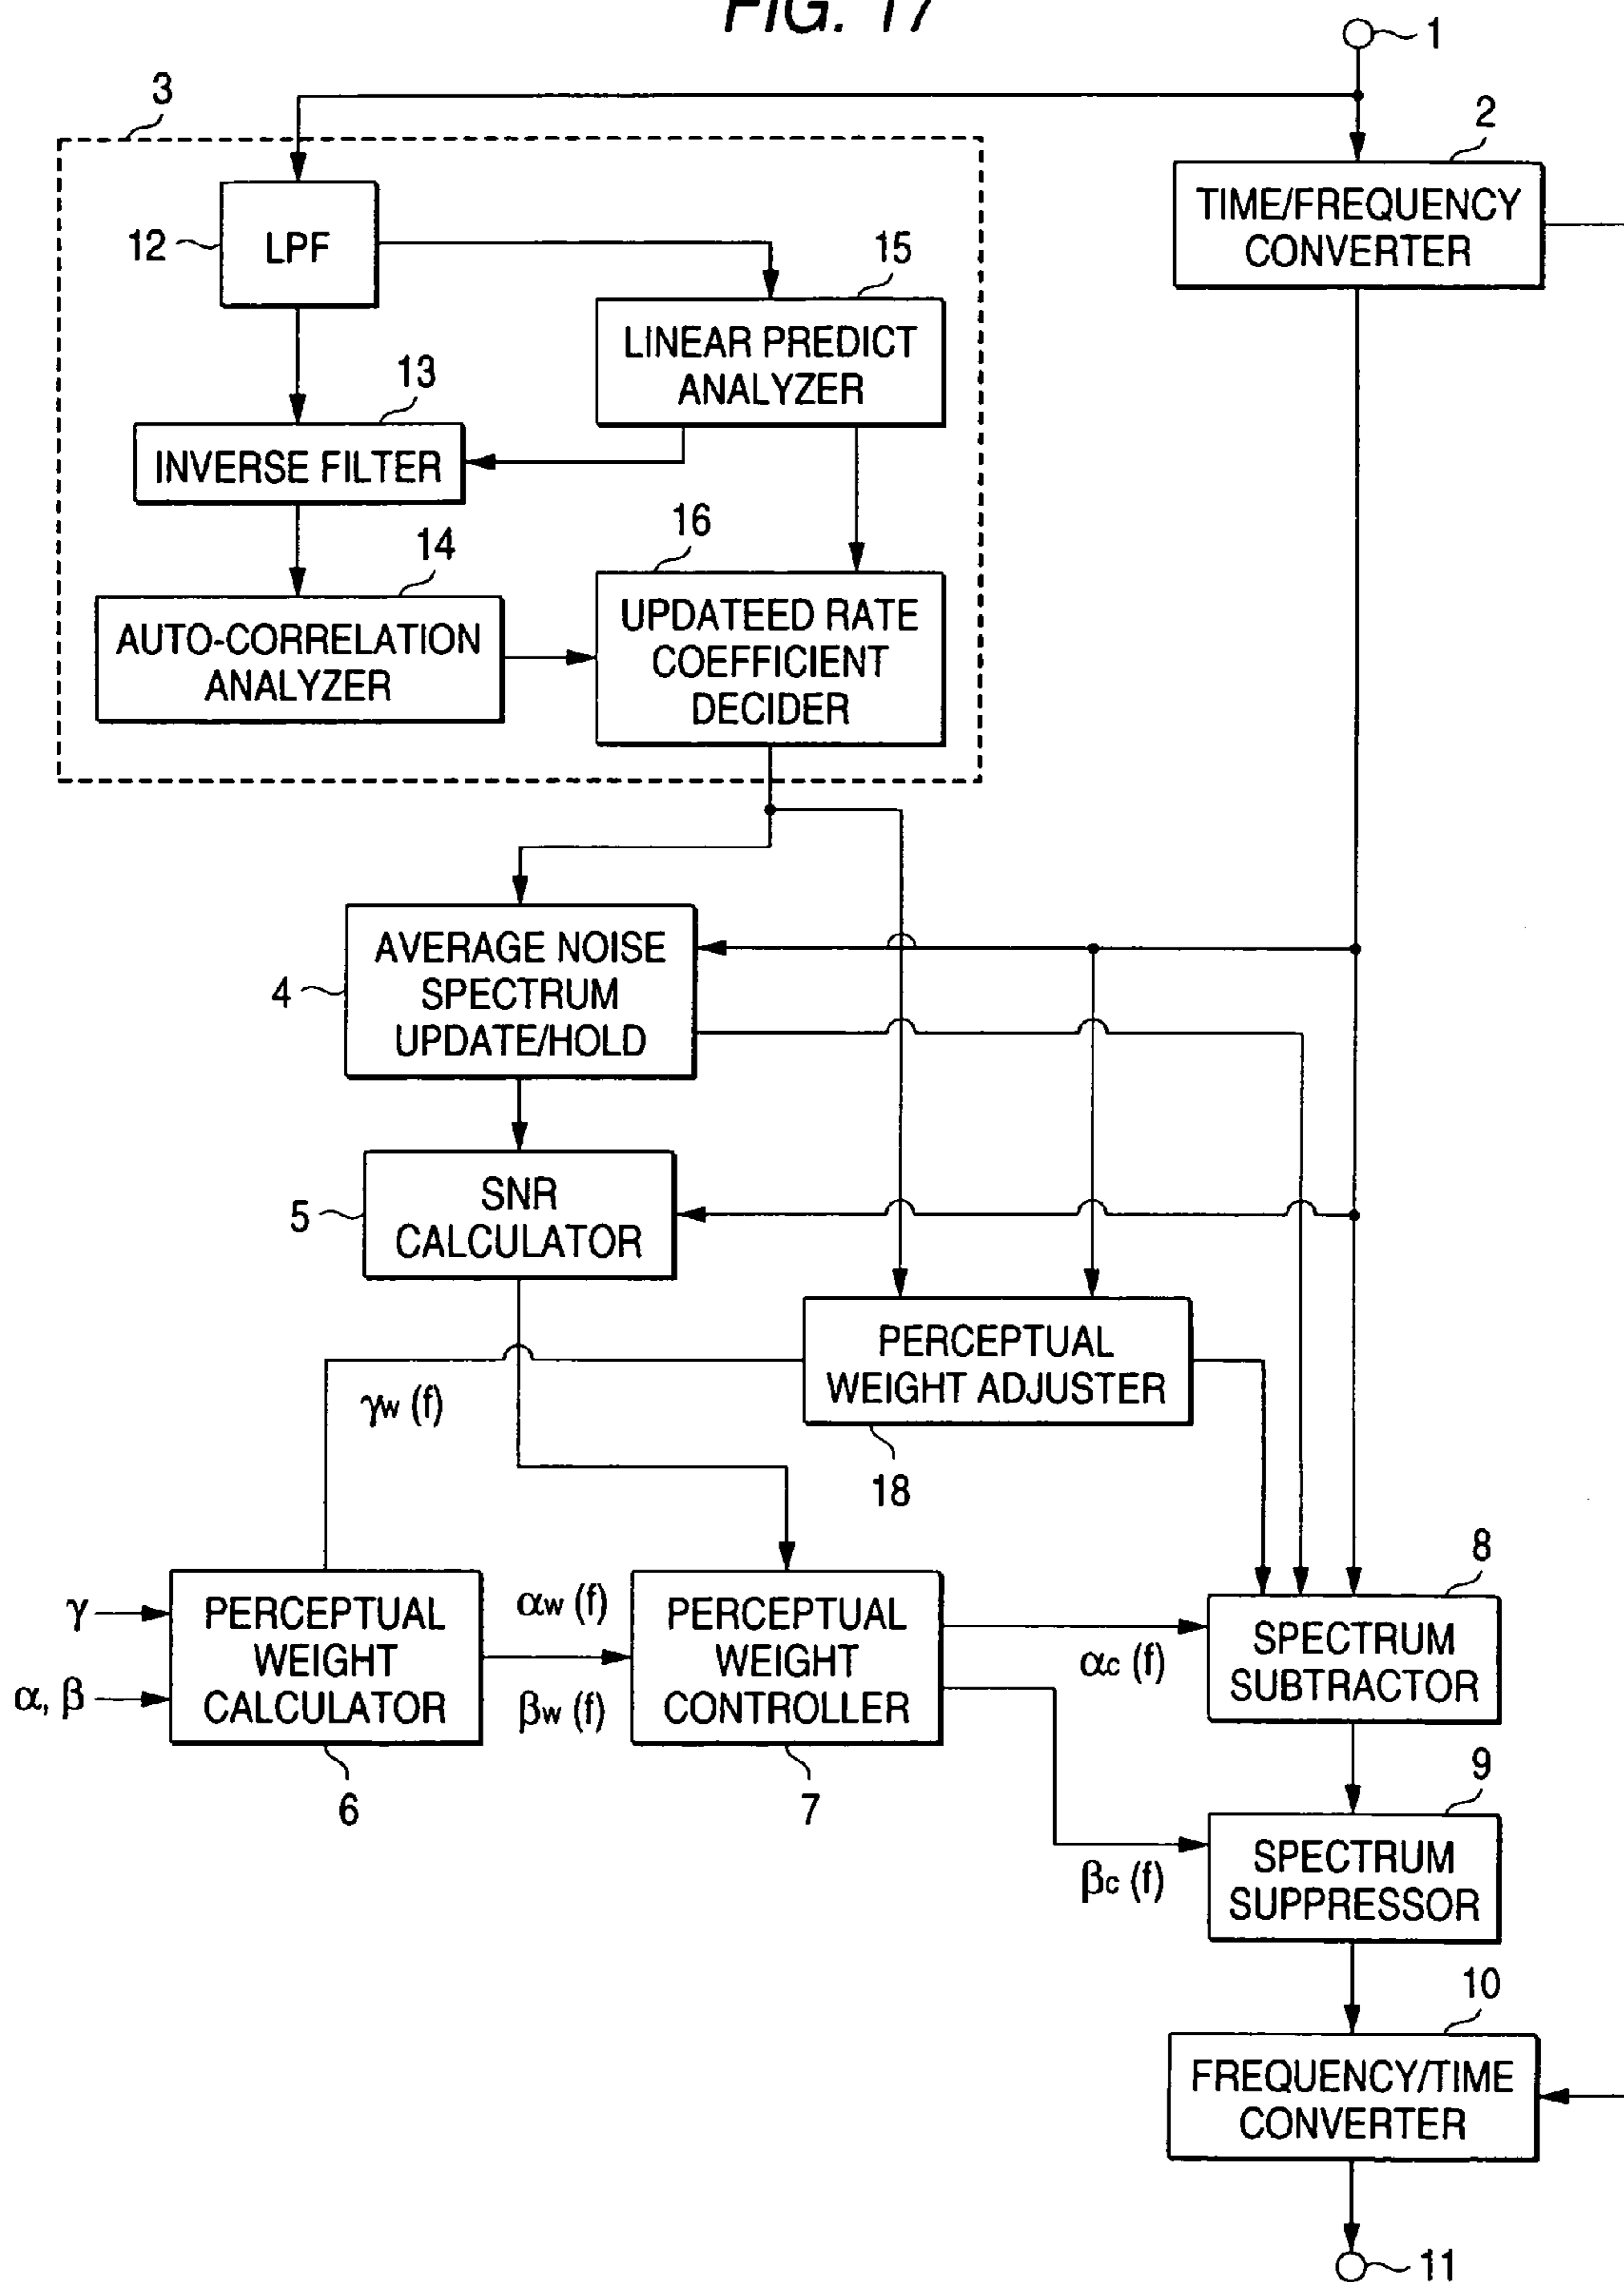 FIG. 17
1
3
2
TIME/FREQUENCY
CONVERTER
12
LPF
15
LINEAR PREDICT
ANALYZER
13
INVERSE FILTER
14
16
AUTO-CORRELATION
ANALYZER
UPDATEED RATE
COEFFICIENT
DECIDER
4
AVERAGE NOISE
SPECTRUM
UPDATE/HOLD
5
SNR
CALCULATOR
PERCEPTUAL
WEIGHT ADJUSTER
18
γw (f)
γ
α, β
PERCEPTUAL
WEIGHT
CALCULATOR
6
αw (f)
βw (f)
PERCEPTUAL
WEIGHT
CONTROLLER
7
αc (f)
βc (f)
8
SPECTRUM
SUBTRACTOR
9
SPECTRUM
SUPPRESSOR
10
FREQUENCY/TIME
CONVERTER
11